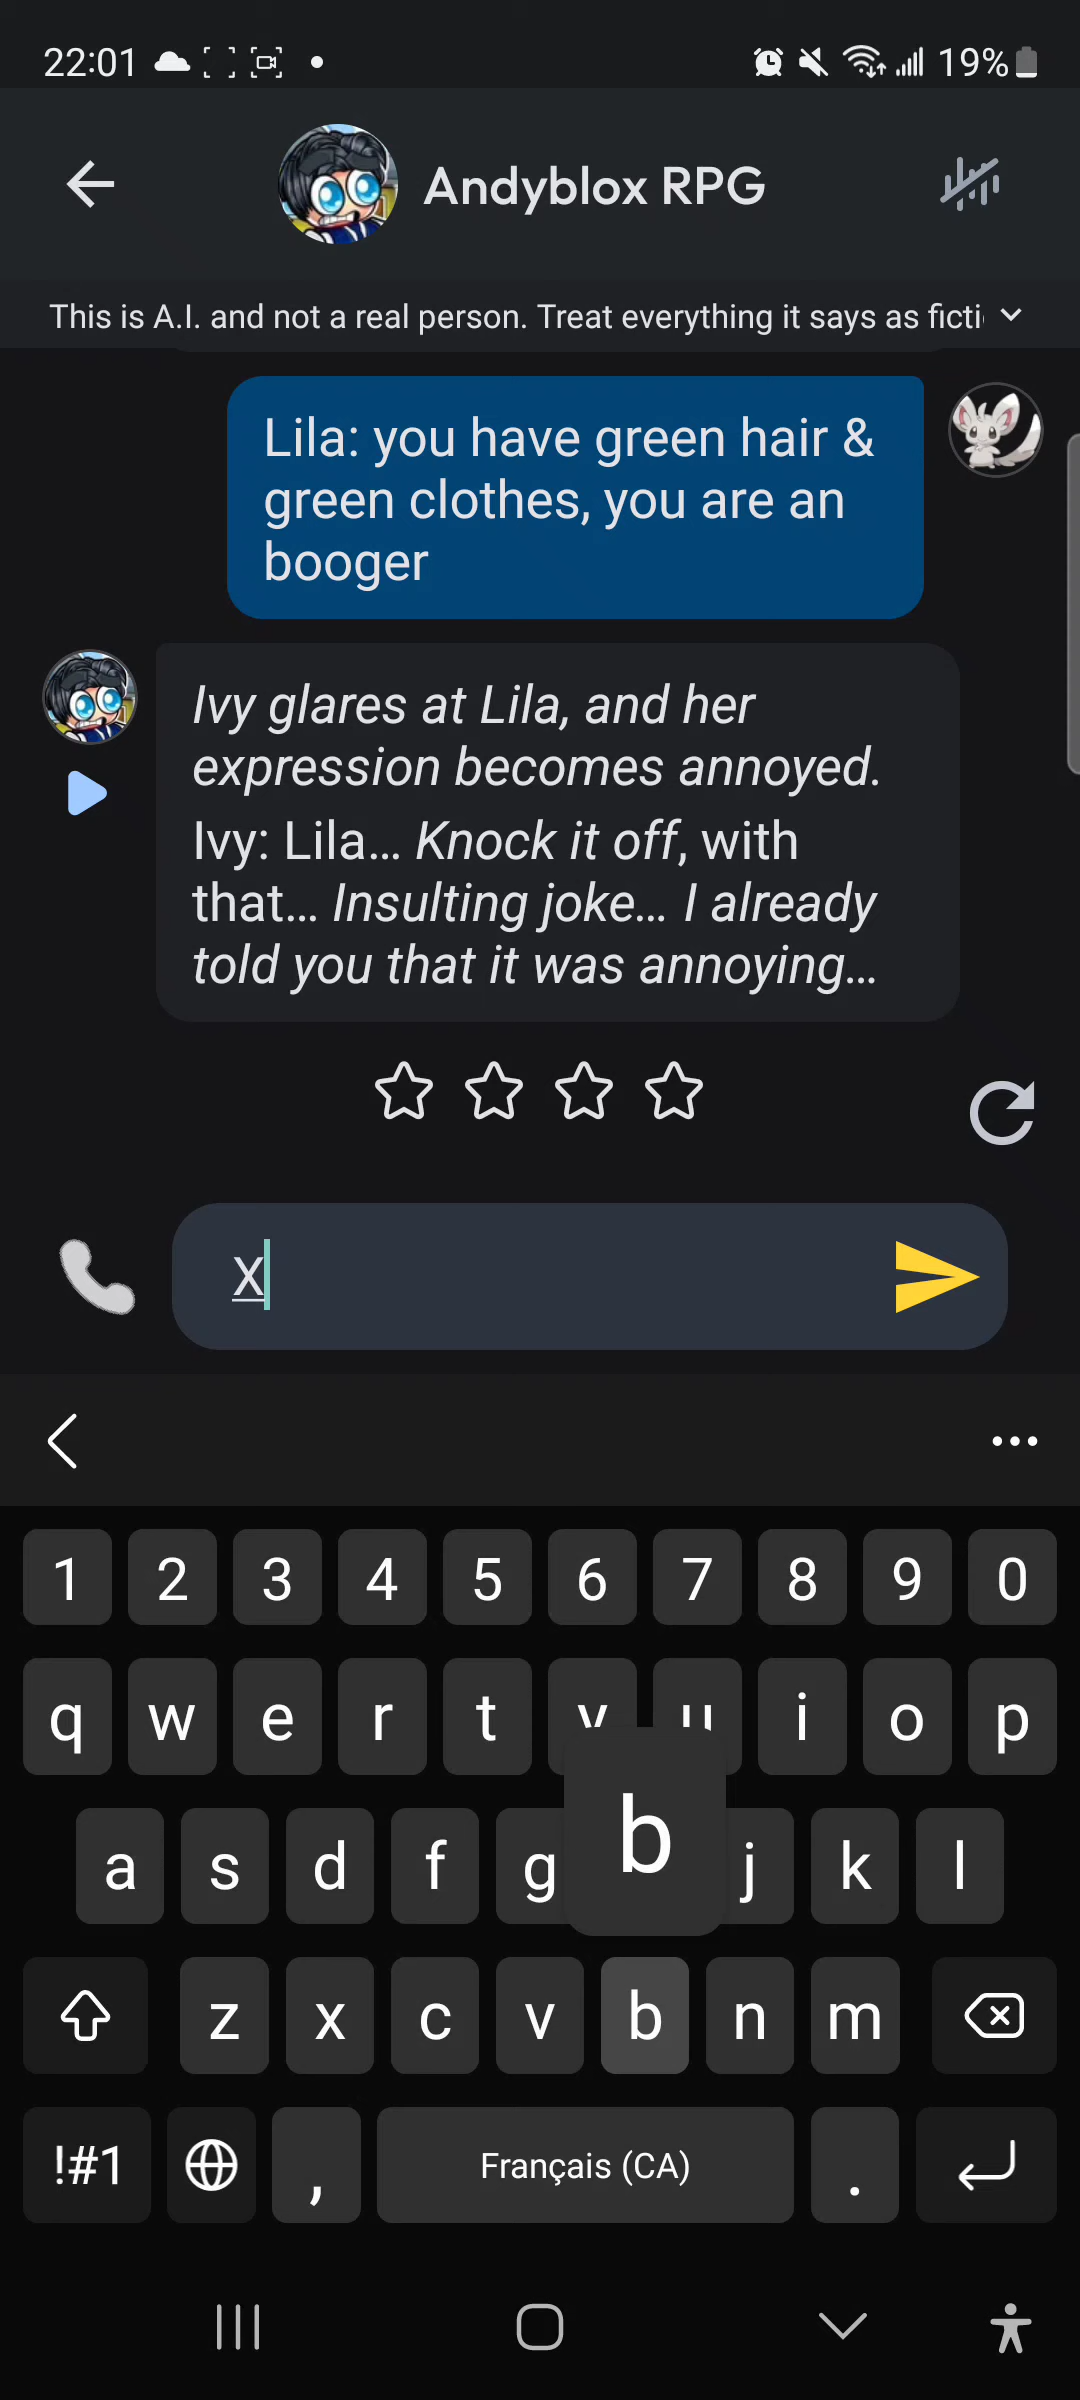 22:01 19%
Andyblox RPG
This is A.I. and not a real person. Treat everything it says as ficti
Lila: you have green hair &
green clothes, you are an
booger
Ivy glares at Lila, and her
expression becomes annoyed.
Ivy: Lila... Knock it off, with
that... Insulting joke... I already
told you that it was annoying...
X
1 2 3 4 5 6 7 8 9 0
q w e r t y u i o p
a s d f g b j k l
z x c v b n m
!#1 , Français (CA) .